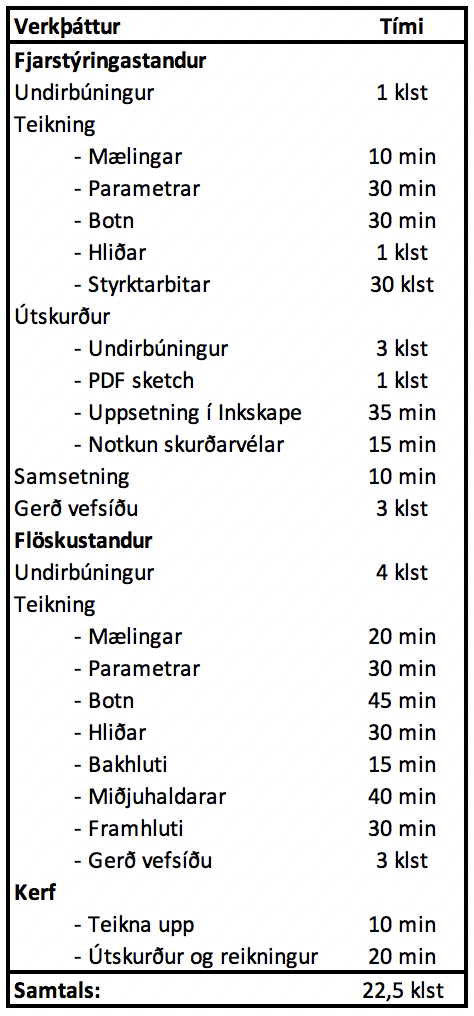 Verkþáttur Tími
Fjarstýringastandur
Undirbúningur 1 klst
Teikning
- Mælingar 10 min
- Parametrar 30 min
- Botn 30 min
- Hliðar 1 klst
- Styrktarbitar 30 klst
Útskurður
- Undirbúningur 3 klst
- PDF sketch 1 klst
- Uppsetning í Inkskape 35 min
- Notkun skurðarvélar 15 min
Samsetning 10 min
Gerð vefsíðu 3 klst
Flöskustandur
Undirbúningur 4 klst
Teikning
- Mælingar 20 min
- Parametrar 30 min
- Botn 45 min
- Hliðar 30 min
- Bakhluti 15 min
- Miðjuhaldarar 40 min
- Framhluti 30 min
- Gerð vefsíðu 3 klst
Kerf
- Teikna upp 10 min
- Útskurður og reikningur 20 min
Samtals: 22,5 klst